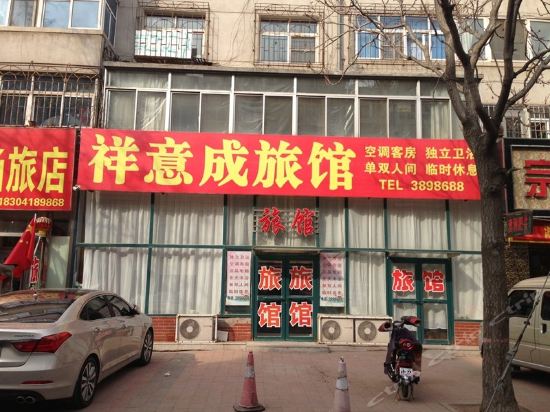 旅店
18304189868
祥意成旅馆
空调客房 独立卫浴
单双人间 临时休息
TEL 3898688
旅馆
旅 旅
馆 馆
旅馆